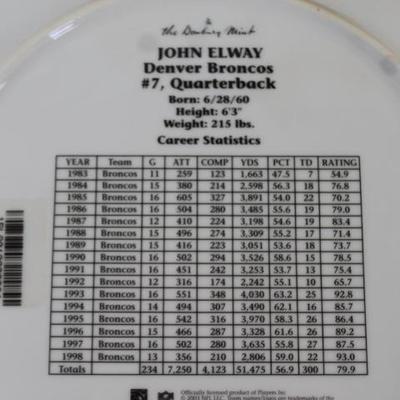 the Danbury Mint
JOHN ELWAY
Denver Broncos
#7, Quarterback
Born: 6/28/60
Height: 6'3"
Weight: 215 lbs.
Career Statistics
YEAR Team G ATT COMP YDS PCT TD RATING
1983 Broncos 11 259 123 1,663 47.5 7 54.9
1984 Broncos 15 380 214 2,598 56.3 18 76.8
1985 Broncos 16 605 327 3,891 54.0 22 70.2
1986 Broncos 16 504 280 3,485 55.6 19 79.0
1987 Broncos 12 410 224 3,198 54.6 19 83.4
1988 Broncos 15 496 274 3,309 55.2 17 71.4
1989 Broncos 15 416 223 3,051 53.6 18 73.7
1990 Broncos 16 502 294 3,526 58.6 15 78.5
1991 Broncos 16 451 242 3,253 53.7 13 75.4
1992 Broncos 12 316 174 2,242 55.1 10 65.7
1993 Broncos 16 551 348 4,030 63.2 25 92.8
1994 Broncos 14 494 307 3,490 62.1 16 85.7
1995 Broncos 16 542 316 3,970 58.3 26 86.4
1996 Broncos 15 466 287 3,328 61.6 26 89.2
1997 Broncos 16 502 280 3,635 55.8 27 87.5
1998 Broncos 13 356 210 2,806 59.0 22 93.0
Totals 234 7,250 4,123 51,475 56.9 300 79.9
Officially licensed product of Players Inc